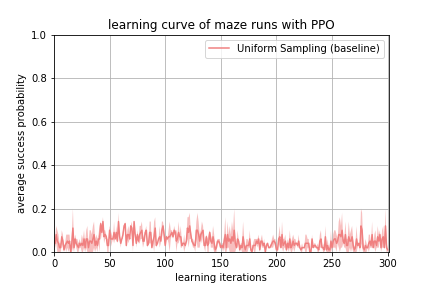 learning curve of maze runs with PPO
Uniform Sampling (baseline)
average success probability
1.0
0.8
0.6
0.4
0.2
0.0
0 50 100 150 200 250 300
learning iterations